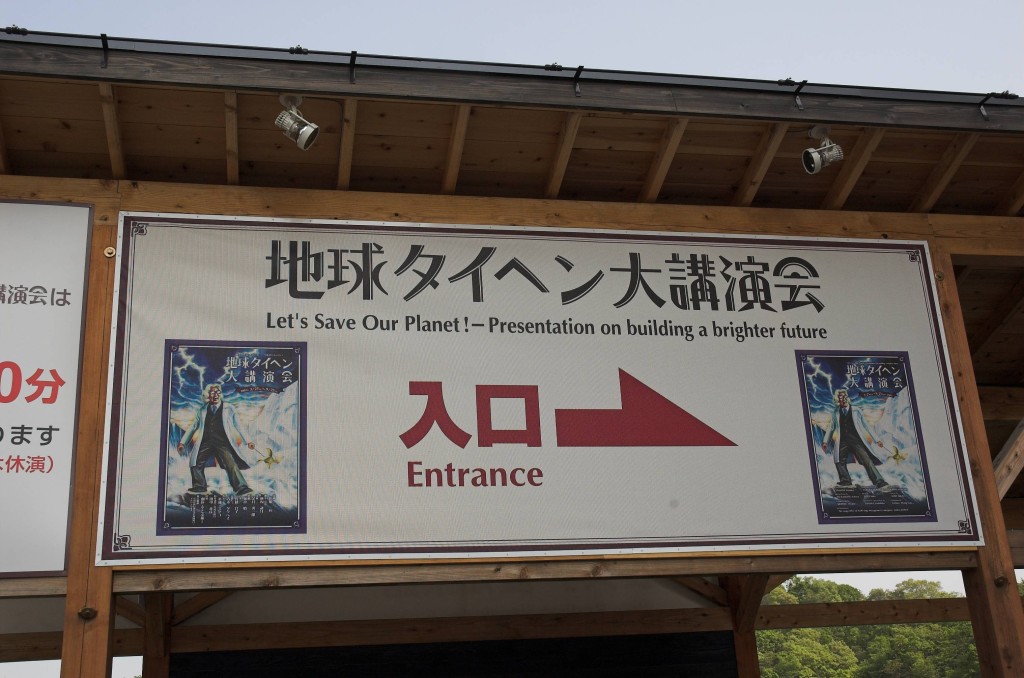 講演会は
0分
ります
休演）
地球タイヘン大講演会
Let's Save Our Planet!－Presentation on building a brighter future
入口
Entrance
地球タイヘン
大講演会
地球タイヘン
大講演会